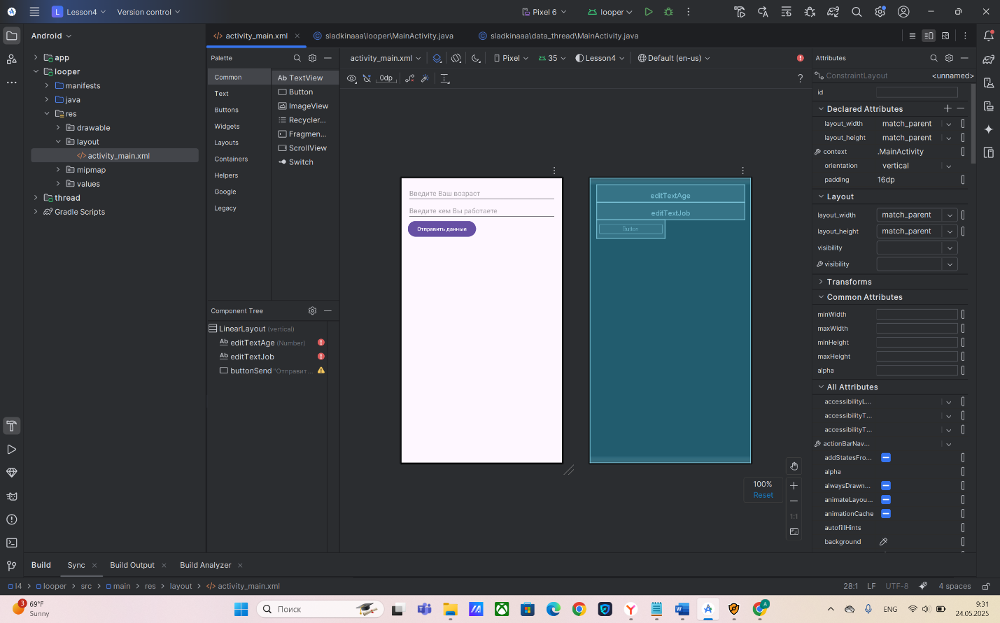 L Lesson4 Version control Pixel 6 looper
Android
app
looper
manifests
java
res
drawable
layout
activity_main.xml
mipmap
values
thread
Gradle Scripts
activity_main.xml
sladkinaaa\looper\MainActivity.java
sladkinaaa\data_thread\MainActivity.java
Palette
Common
Text
Buttons
Widgets
Layouts
Containers
Helpers
Google
Legacy
Ab TextView
Button
ImageView
Recycler...
Fragmen...
ScrollView
Switch
Component Tree
LinearLayout (vertical)
Ab editTextAge (Number)
Ab editTextJob
buttonSend "Отправит...
activity_main.xml Pixel 35 Lesson4 Default (en-us)
0dp
?
Введите Ваш возраст
Введите кем Вы работаете
Отправить данные
editTextAge
editTextJob
Button
100%
Reset
1:1
Attributes
ConstraintLayout <unnamed>
id
Declared Attributes
layout_width match_parent
layout_height match_parent
context .MainActivity
orientation vertical
padding 16dp
Layout
layout_width match_parent
layout_height match_parent
visibility
visibility
Transforms
Common Attributes
minWidth
maxWidth
minHeight
maxHeight
alpha
All Attributes
accessibilityL...
accessibilityT...
accessibilityT...
actionBarNav...
addStatesFro...
alpha
alwaysDrawn...
animateLayou...
animationCache
autofillHints
background
Build Sync Build Output Build Analyzer
l4 looper src main res layout activity_main.xml
28:1 LF UTF-8 4 spaces
3 69°F
Sunny
Поиск
ENG
9:31
24.05.2025